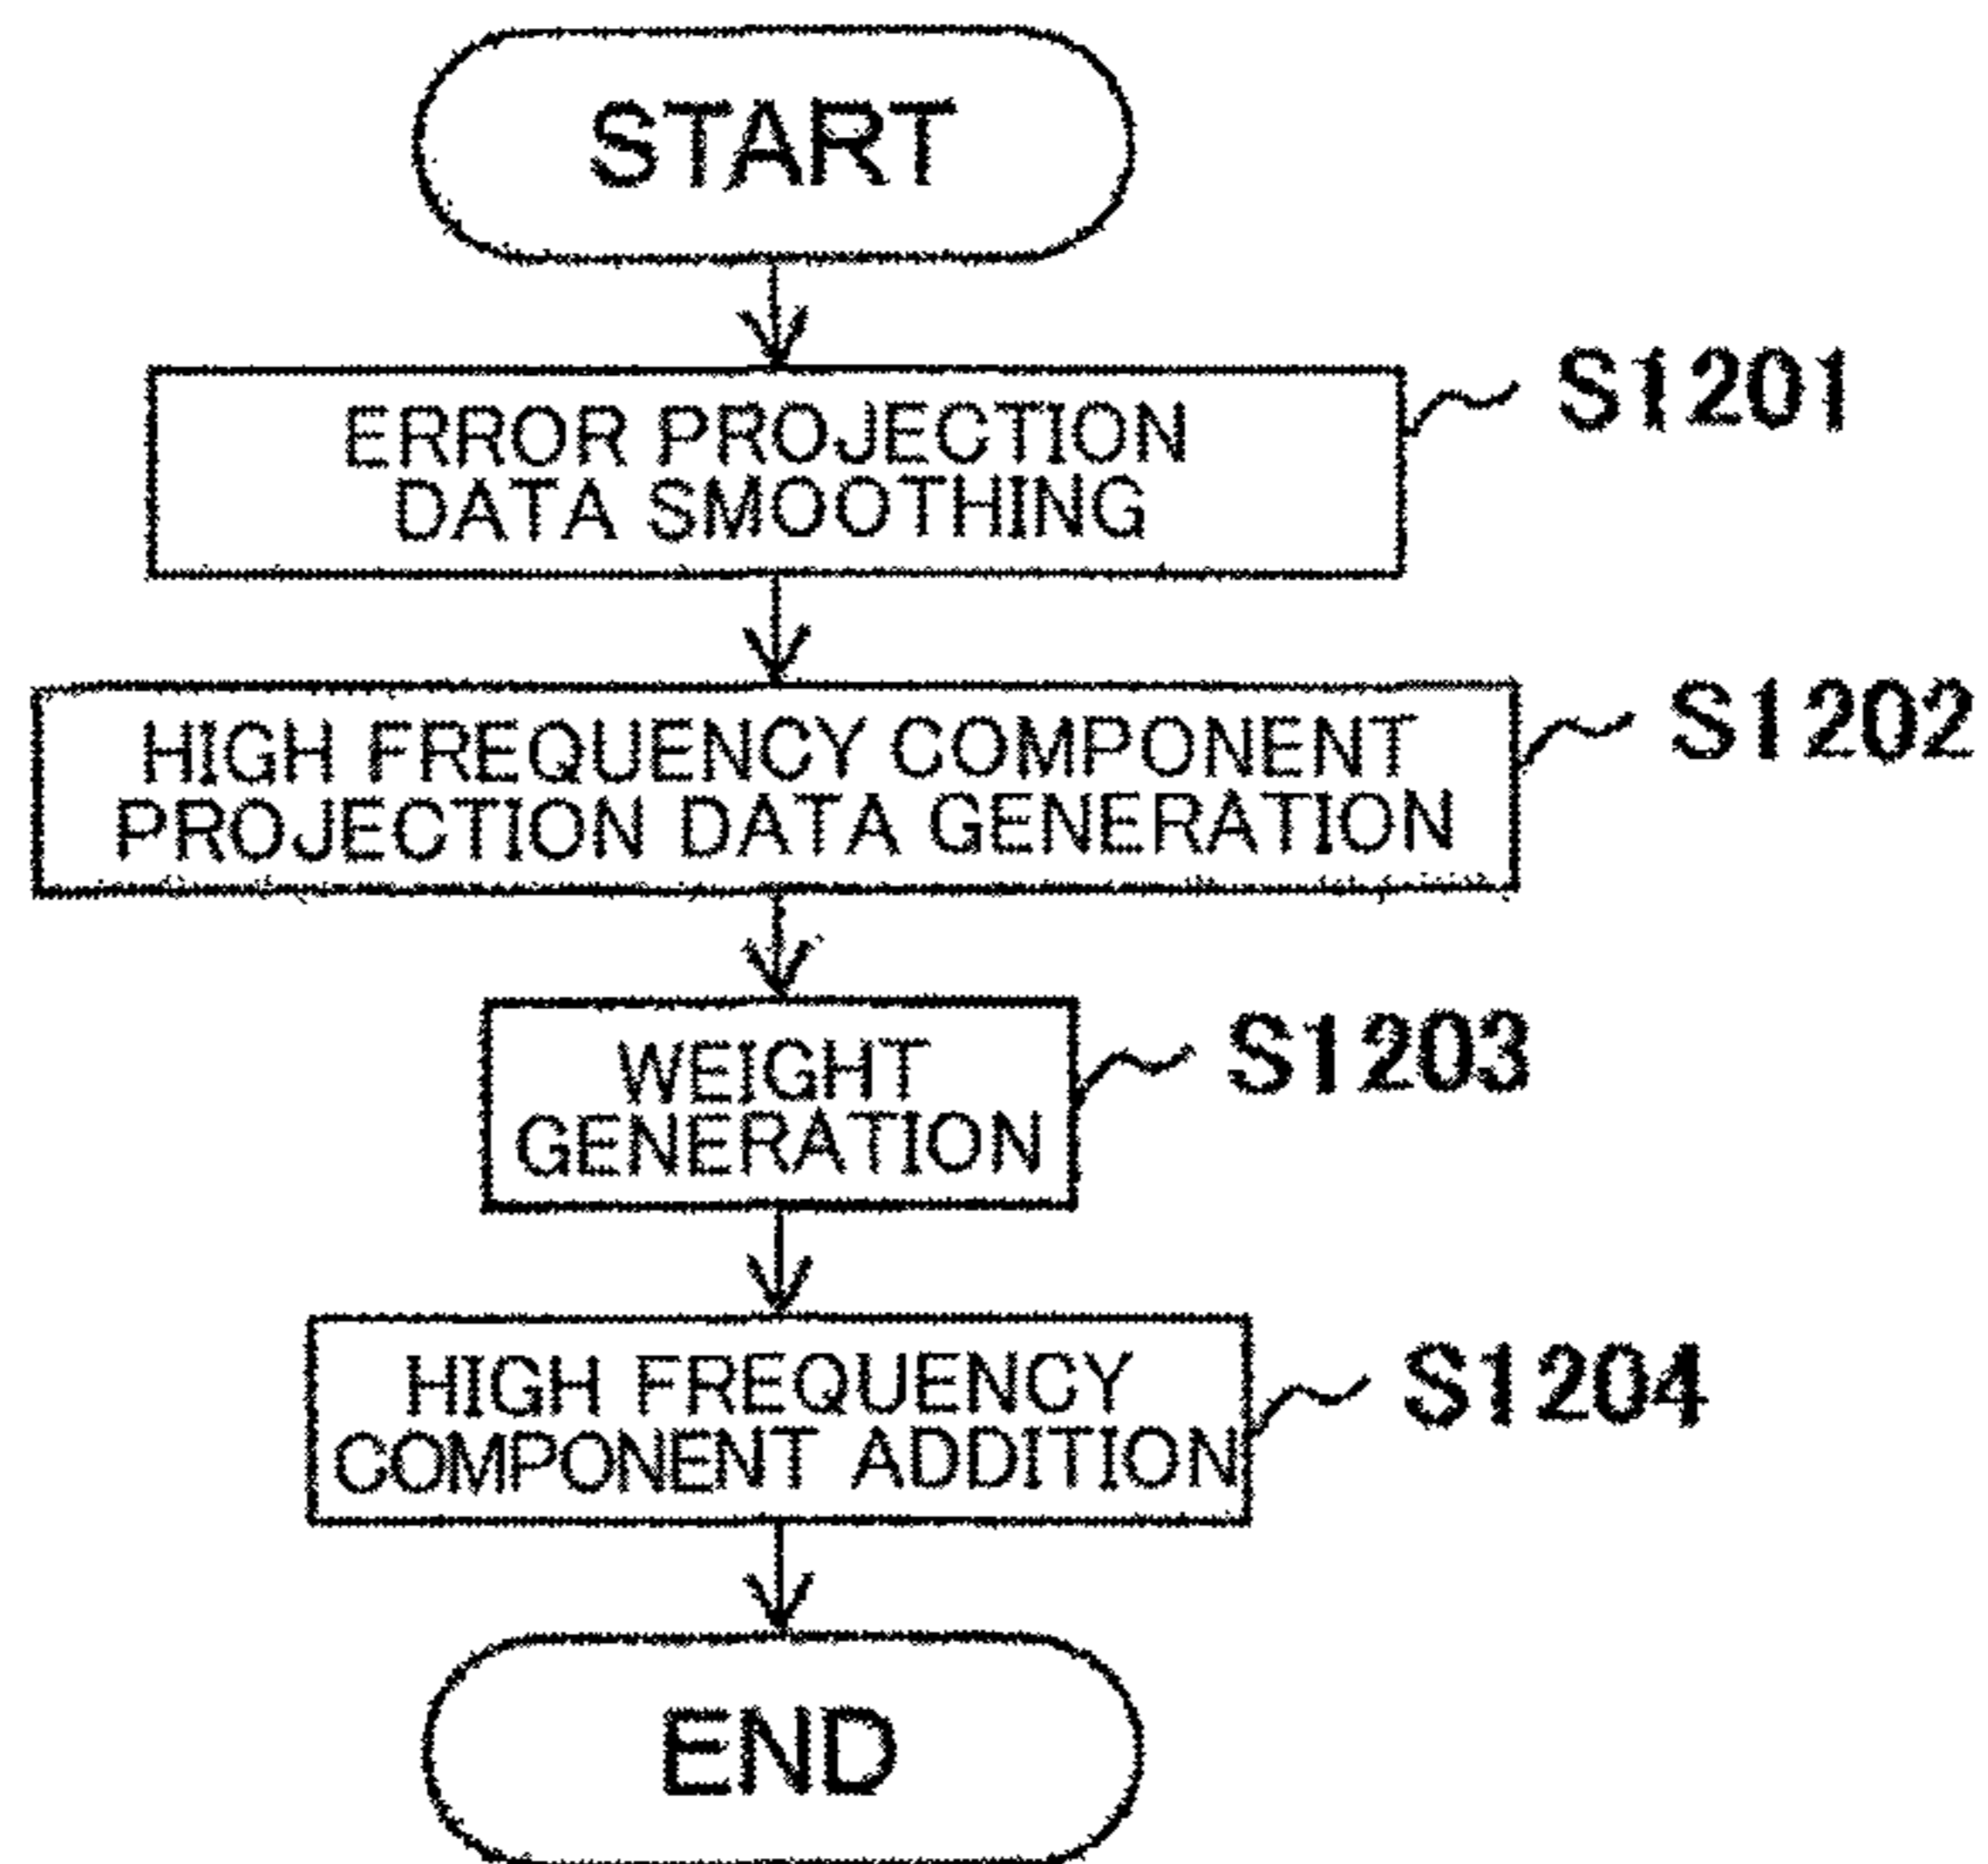 START
ERROR PROJECTION
DATA SMOOTHING
S1201
HIGH FREQUENCY COMPONENT
PROJECTION DATA GENERATION
S1202
WEIGHT
GENERATION
S1203
HIGH FREQUENCY
COMPONENT ADDITION
S1204
END